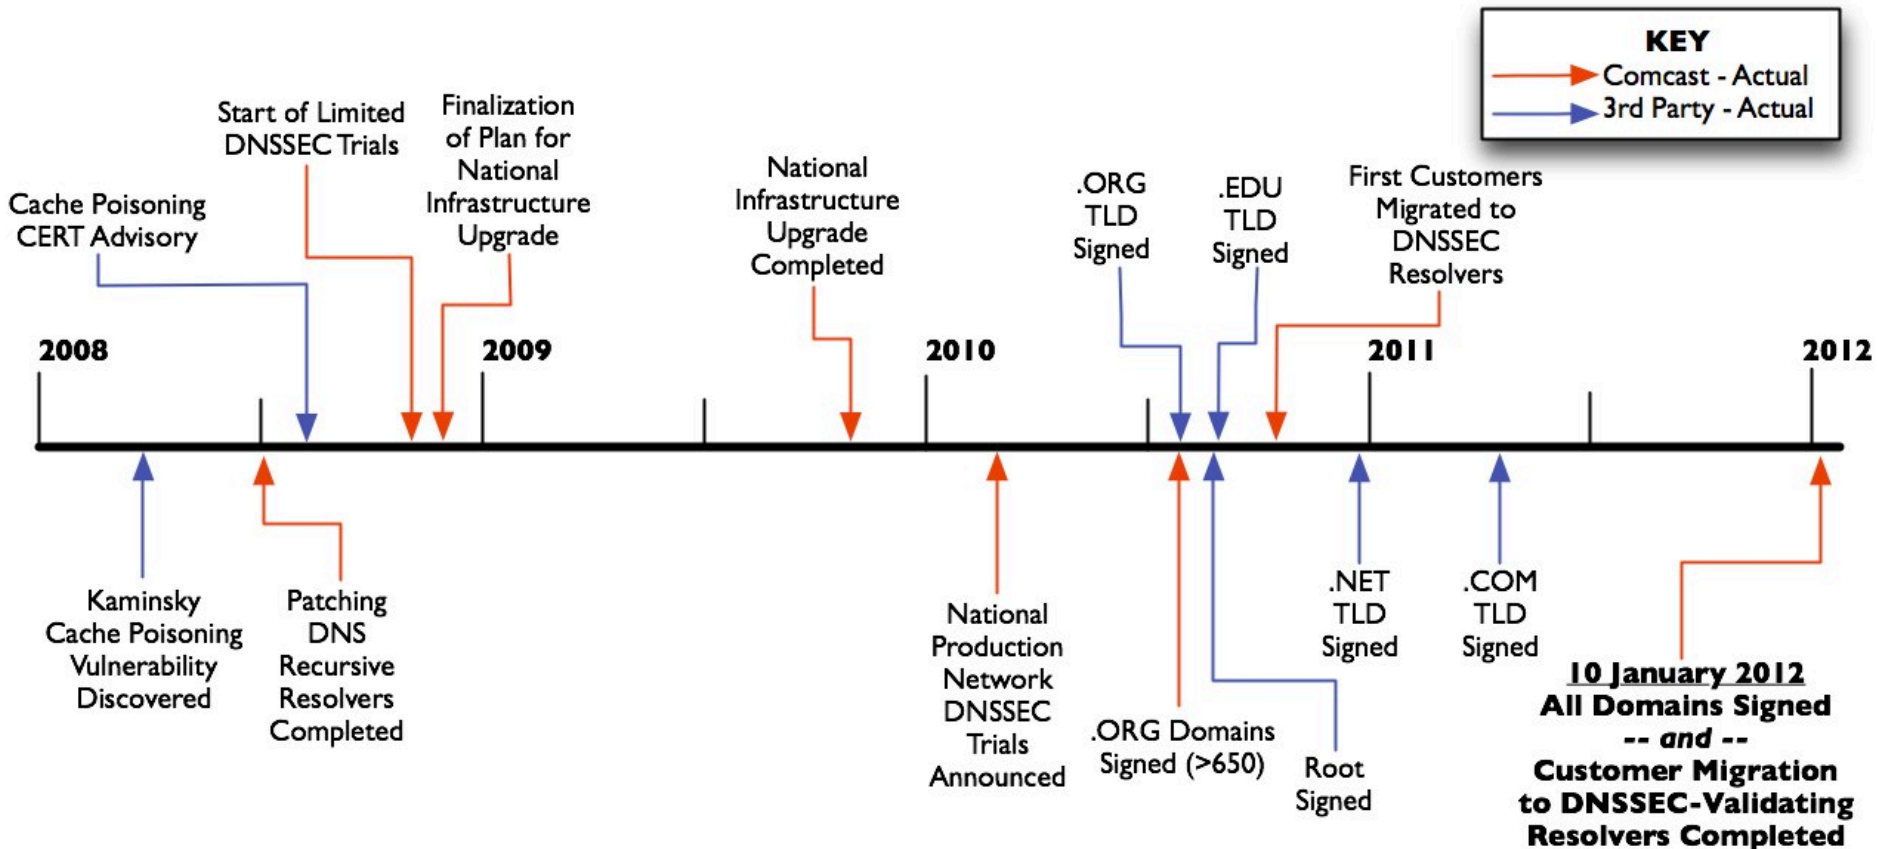 KEY
Comcast - Actual
3rd Party - Actual
Start of Limited
DNSSEC Trials
Finalization
of Plan for
National
Infrastructure
Upgrade
Cache Poisoning
CERT Advisory
National
Infrastructure
Upgrade
Completed
.ORG
TLD
Signed
.EDU
TLD
Signed
First Customers
Migrated to
DNSSEC
Resolvers
2008
2009
2010
2011
2012
Kaminsky
Cache Poisoning
Vulnerability
Discovered
Patching
DNS
Recursive
Resolvers
Completed
National
Production
Network
DNSSEC
Trials
Announced
.ORG Domains
Signed (>650)
Root
Signed
.NET
TLD
Signed
.COM
TLD
Signed
10 January 2012
All Domains Signed
-- and --
Customer Migration
to DNSSEC-Validating
Resolvers Completed